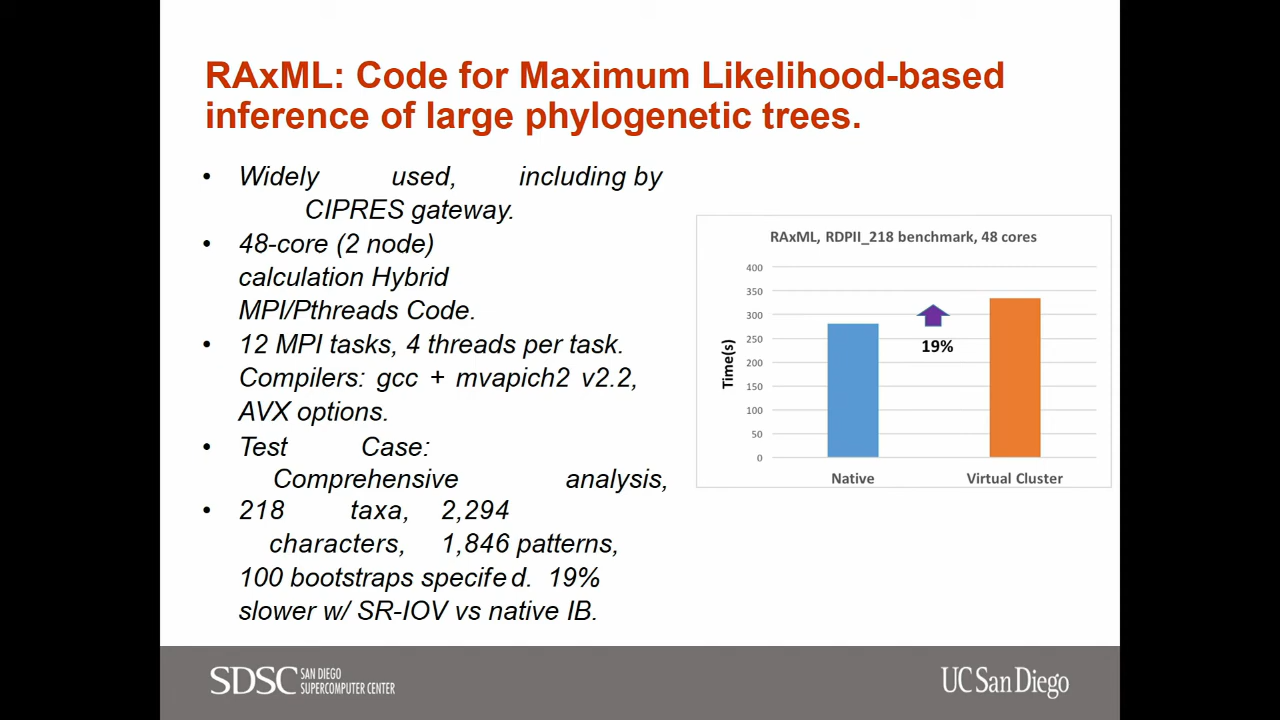 RAxML: Code for Maximum Likelihood-based
inference of large phylogenetic trees.
• Widely used, including by
CIPRES gateway.
• 48-core (2 node)
calculation Hybrid
MPI/Pthreads Code.
• 12 MPI tasks, 4 threads per task.
Compilers: gcc + mvapich2 v2.2,
AVX options.
• Test Case:
Comprehensive analysis,
• 218 taxa, 2,294
characters, 1,846 patterns,
100 bootstraps specifed. 19%
slower w/ SR-IOV vs native IB.
RAxML, RDPII_218 benchmark, 48 cores
400
350
300
250
200
150
100
50
0
Time(s)
19%
Native
Virtual Cluster
SDSC SAN DIEGO
SUPERCOMPUTER CENTER
UC San Diego